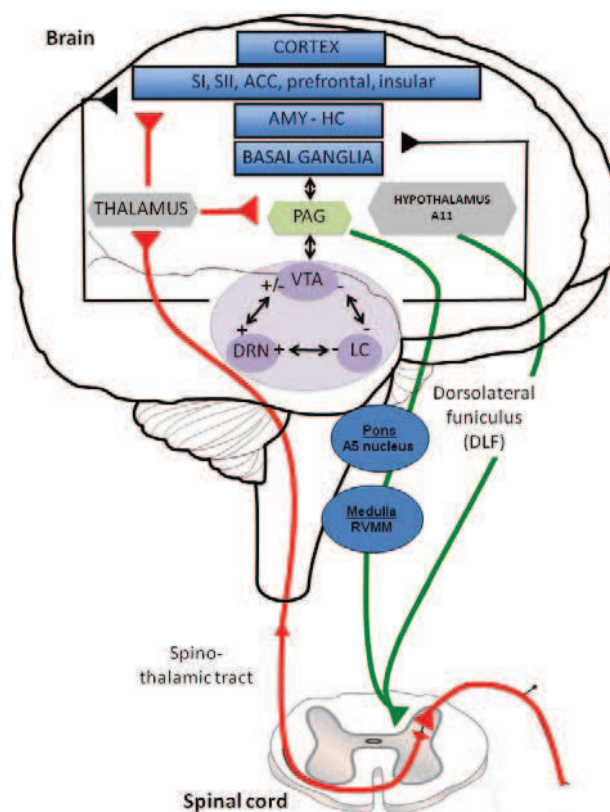 Brain
CORTEX
SI, SII, ACC, prefrontal, insular
AMY - HC
BASAL GANGLIA
THALAMUS
PAG
HYPOTHALAMUS
A11
VTA
+/-
-
+
-
DRN
+
-
LC
Dorsolateral
funiculus
(DLF)
Pons
A5 nucleus
Medulla
RVMM
Spino-
thalamic tract
Spinal cord